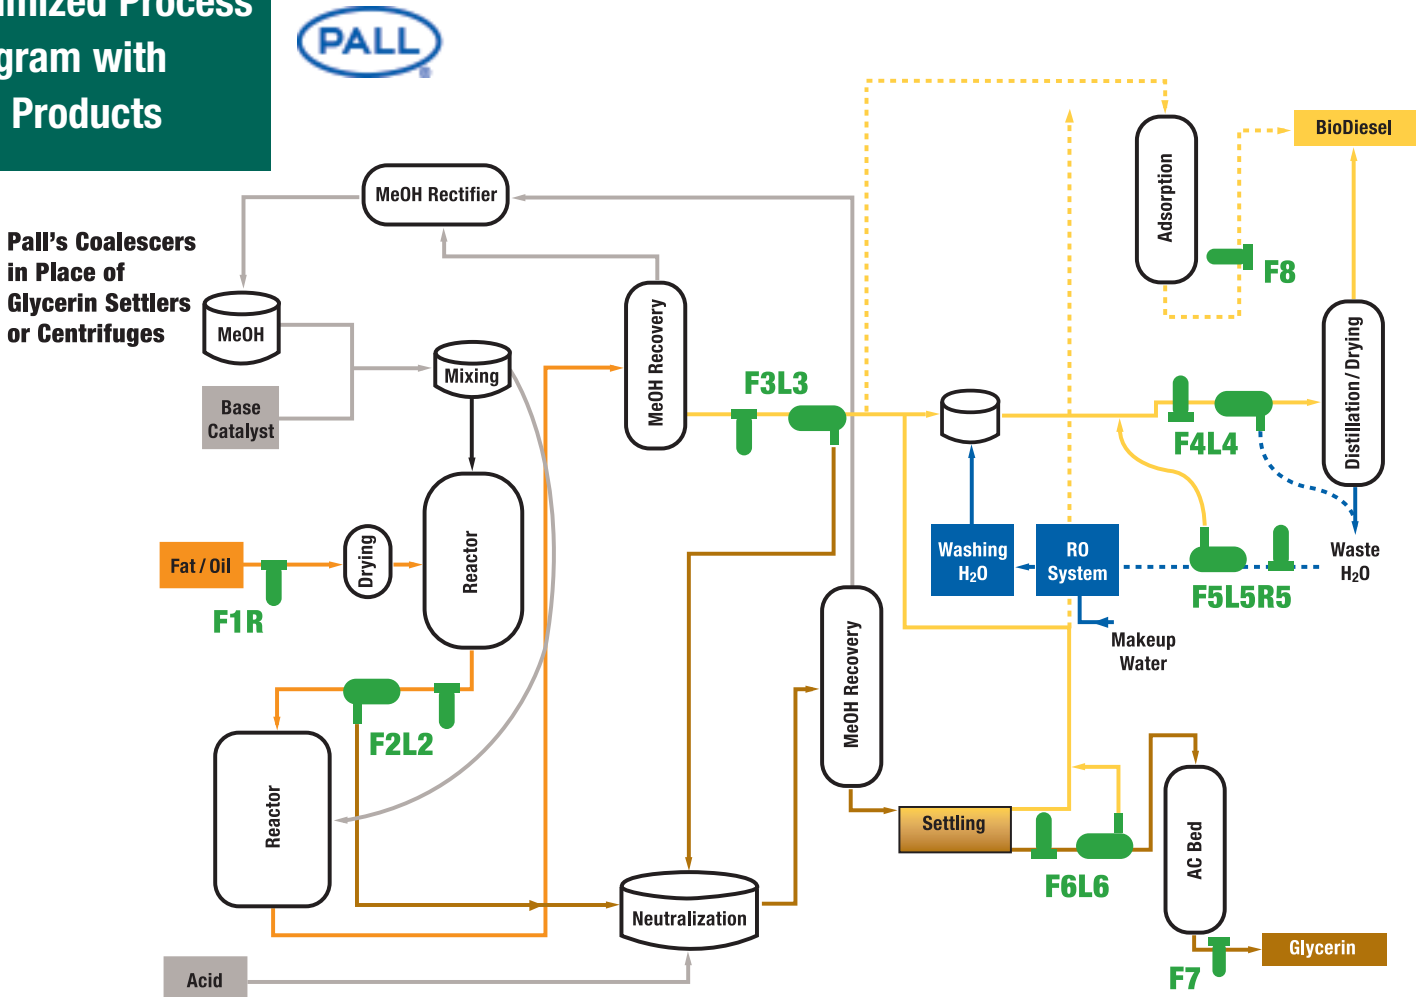 Process
gram with
Products
PALL
®
BioDiesel
MeOH Rectifier
Adsorption
Pall's Coalescers
in Place of
Glycerin Settlers
or Centrifuges
F8
MeOH
MeOH Recovery
Mixing
F3L3
Distillation / Drying
Base
Catalyst
F4L4
Fat / Oil
Drying
Reactor
Washing
H2O
RO
System
Waste
H2O
F1R
F5L5R5
Makeup
Water
MeOH Recovery
F2L2
Reactor
Settling
AC Bed
F6L6
Neutralization
Glycerin
F7
Acid